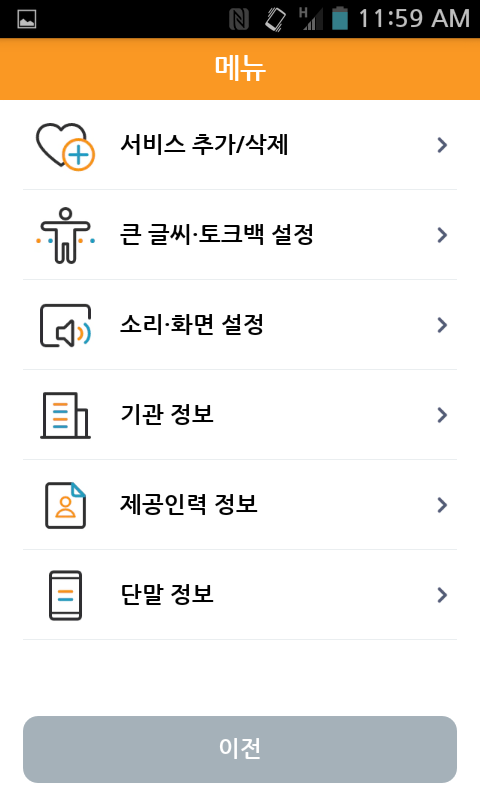 H 11:59 AM
메뉴
서비스 추가/삭제
큰 글씨·토크백 설정
소리·화면 설정
기관 정보
제공인력 정보
단말 정보
이전